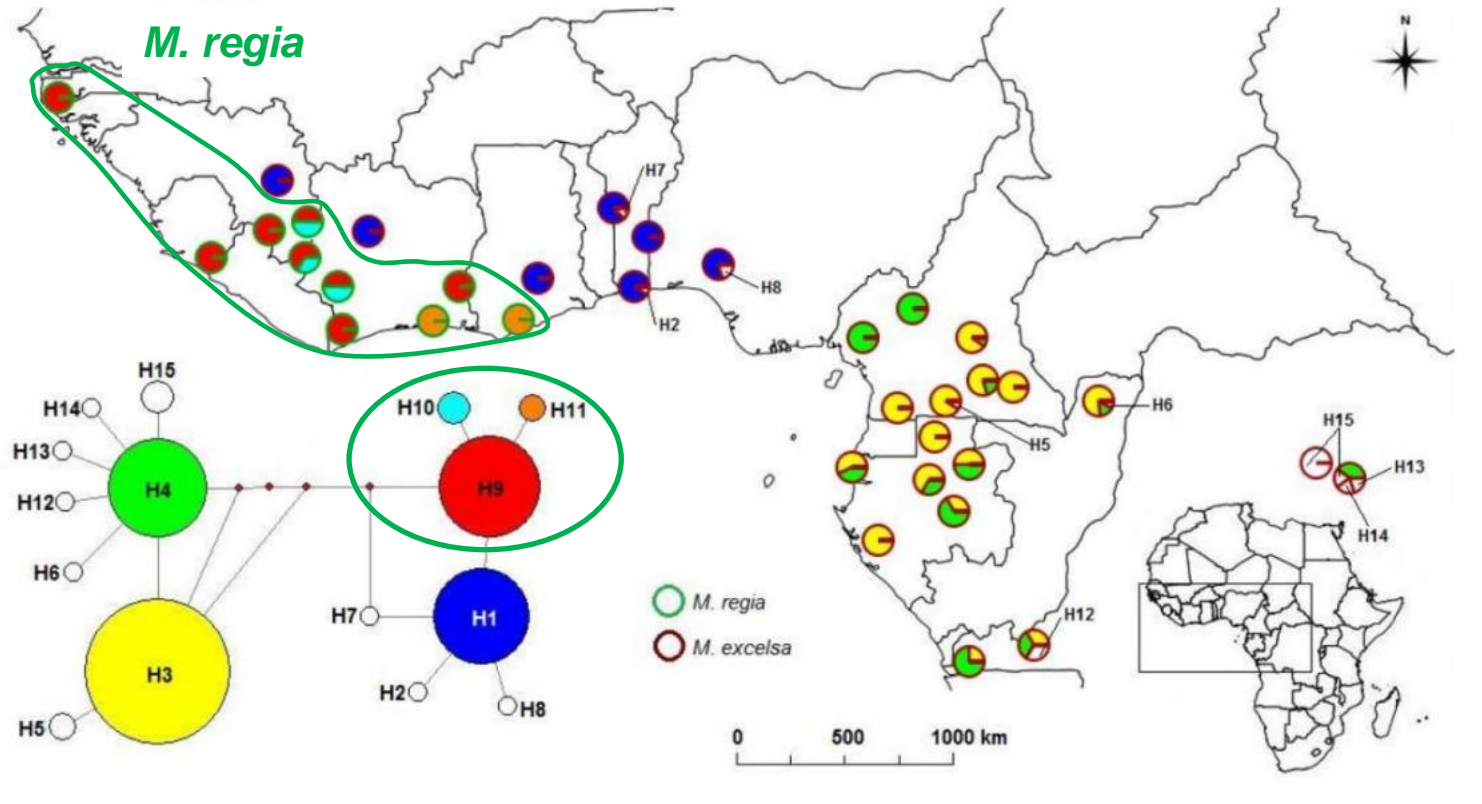 M. regia
N
H7
H8
H2
H15
H14
H13
H12
H6
H4
H10
H11
H9
H3
H5
H7
H1
H2
H8
H6
H5
H15
H13
H14
H12
M. regia
M. excelsa
0 500 1000 km